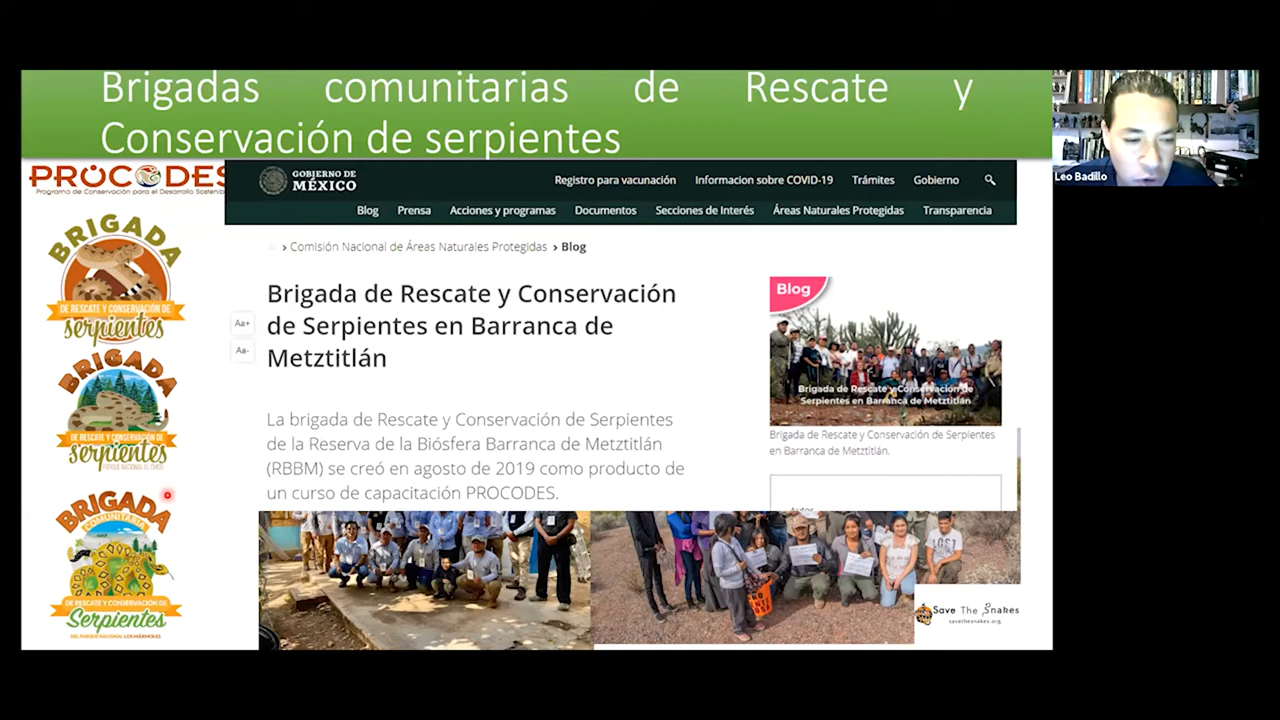 Brigadas comunitarias de Rescate y
Conservación de serpientes
Leo Badillo
PROCODES
Programa de Conservación para el Desarrollo Sostenible
BRIGADA
DE RESCATE Y CONSERVACIÓN DE
serpientes
BRIGADA
DE RESCATE Y CONSERVACIÓN DE
serpientes
PARQUE NACIONAL EL CHICO
BRIGADA
COMUNITARIA
DE RESCATE Y CONSERVACIÓN DE
Serpientes
DEL PARQUE NACIONAL LOS MÁRMOLES
GOBIERNO DE
MÉXICO
Registro para vacunación Informacion sobre COVID-19 Trámites Gobierno
Blog Prensa Acciones y programas Documentos Secciones de Interés Áreas Naturales Protegidas Transparencia
› Comisión Nacional de Áreas Naturales Protegidas › Blog
Aa+
Aa-
Brigada de Rescate y Conservación
de Serpientes en Barranca de
Metztitlán
La brigada de Rescate y Conservación de Serpientes
de la Reserva de la Biósfera Barranca de Metztitlán
(RBBM) se creó en agosto de 2019 como producto de
un curso de capacitación PROCODES.
Blog
Brigada de Rescate y Conservación de
Serpientes en Barranca de Metztitlán
Brigada de Rescate y Conservación de Serpientes
en Barranca de Metztitlán.
Save The Snakes
savethesnakes.org